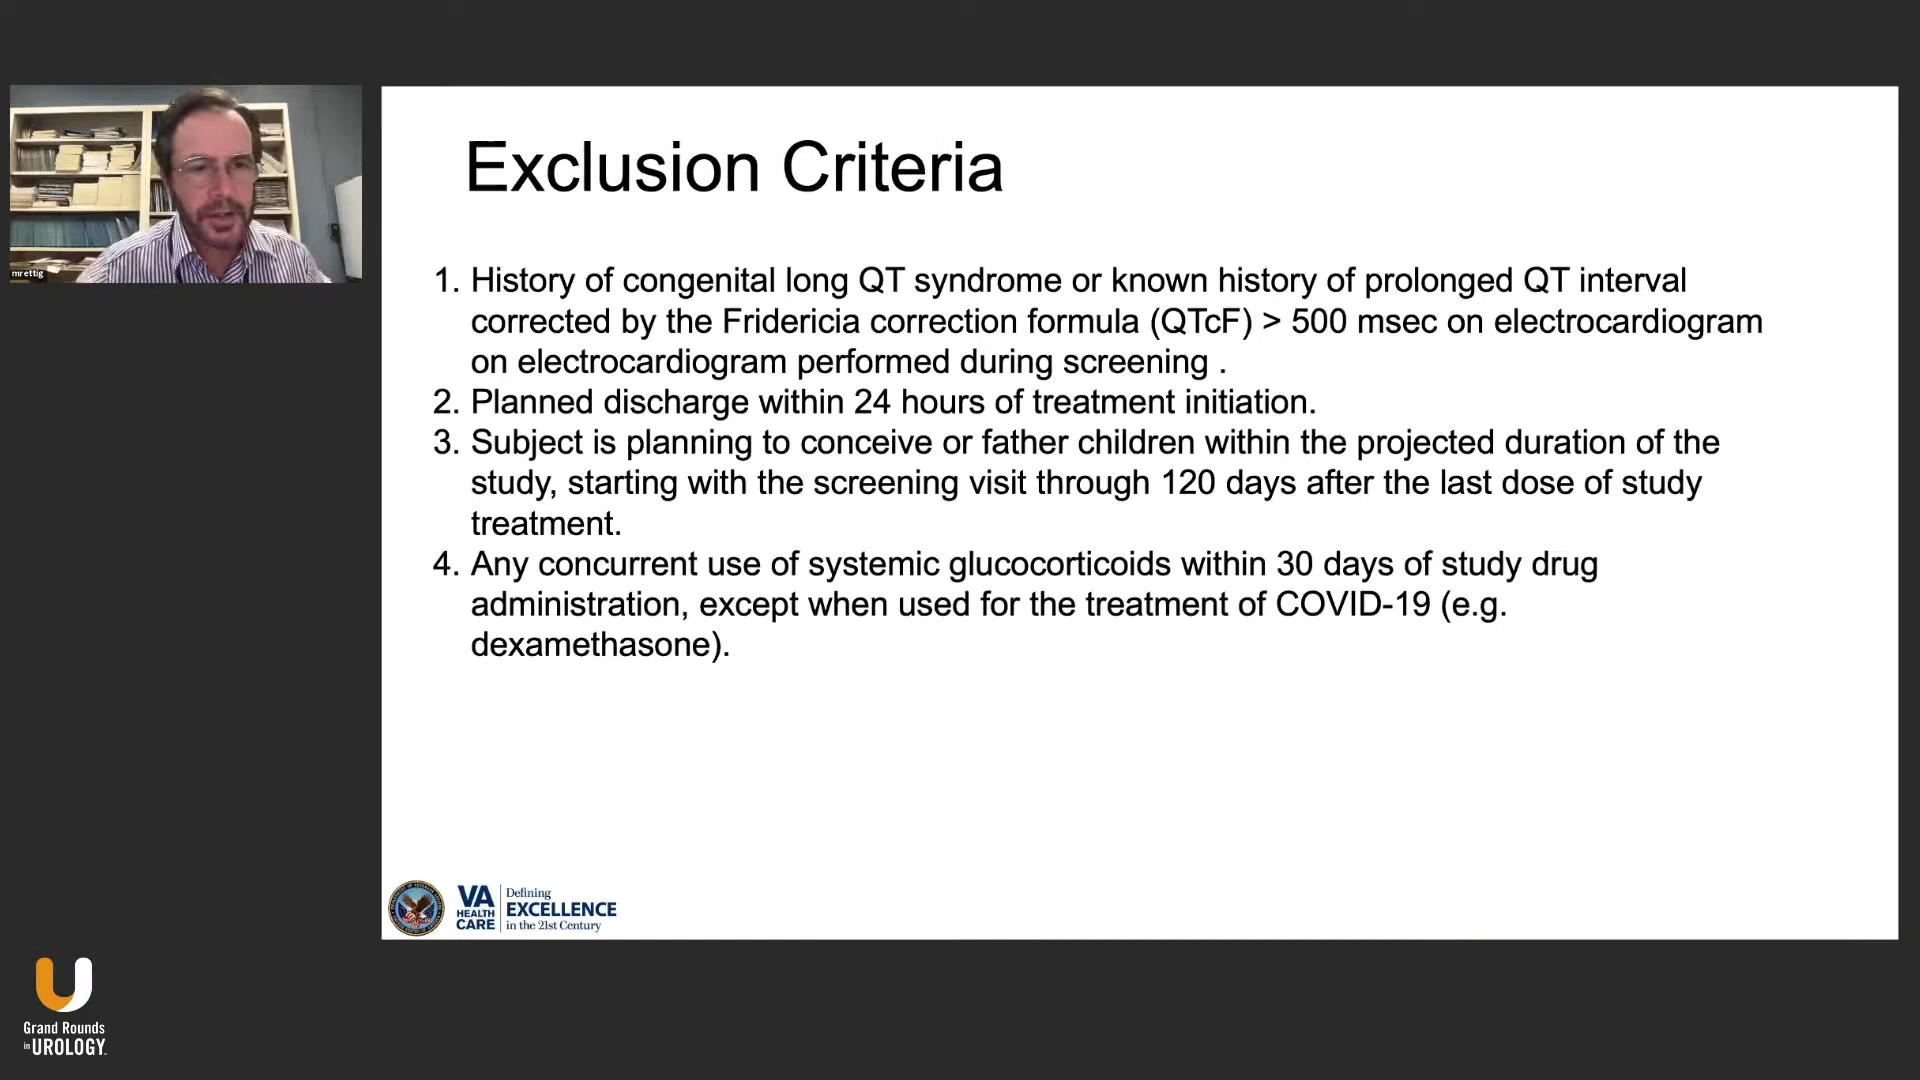 mrettig
Exclusion Criteria
1. History of congenital long QT syndrome or known history of prolonged QT interval
corrected by the Fridericia correction formula (QTcF) > 500 msec on electrocardiogram
on electrocardiogram performed during screening .
2. Planned discharge within 24 hours of treatment initiation.
3. Subject is planning to conceive or father children within the projected duration of the
study, starting with the screening visit through 120 days after the last dose of study
treatment.
4. Any concurrent use of systemic glucocorticoids within 30 days of study drug
administration, except when used for the treatment of COVID-19 (e.g.
dexamethasone).
VA
HEALTH
CARE
Defining
EXCELLENCE
in the 21st Century
Grand Rounds
in UROLOGY